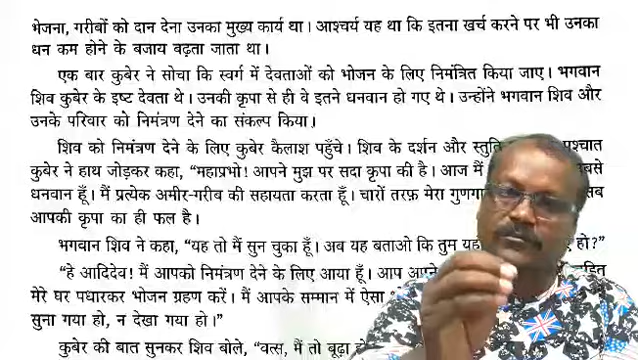 भेजना, गरीबों को दान देना उनका मुख्य कार्य था। आश्चर्य यह था कि इतना खर्च करने पर भी उनका
धन कम होने के बजाय बढ़ता जाता था।
एक बार कुबेर ने सोचा कि स्वर्ग में देवताओं को भोजन के लिए निमंत्रित किया जाए। भगवान
शिव कुबेर के इष्ट देवता थे। उनकी कृपा से ही वे इतने धनवान हो गए थे। उन्होंने भगवान शिव और
उनके परिवार को निमंत्रण देने का संकल्प किया।
शिव को निमंत्रण देने के लिए कुबेर कैलाश पहुँचे। शिव के दर्शन और पश्चात
कुबेर ने हाथ जोड़कर कहा, “महाप्रभो! आपने मुझ पर सदा कृपा की है। आज मैं
धनवान हूँ। मैं प्रत्येक अमीर-गरीब की सहायता करता हूँ। चारों तरफ़ मेरा सब
आपकी कृपा का ही फल है।
भगवान शिव ने कहा, “यह तो मैं सुन चुका हूँ। अब यह बताओ कि तुम हो?”
“हे आदिदेव! मैं आपको निमंत्रण देने के लिए आया हूँ। आप सहित
मेरे घर पधारकर भोजन ग्रहण करें। मैं आपके सम्मान में ऐसा
सुना गया हो, न देखा गया हो।”
कुबेर की बात सुनकर शिव बोले, “वत्स, मैं तो बूढ़ा